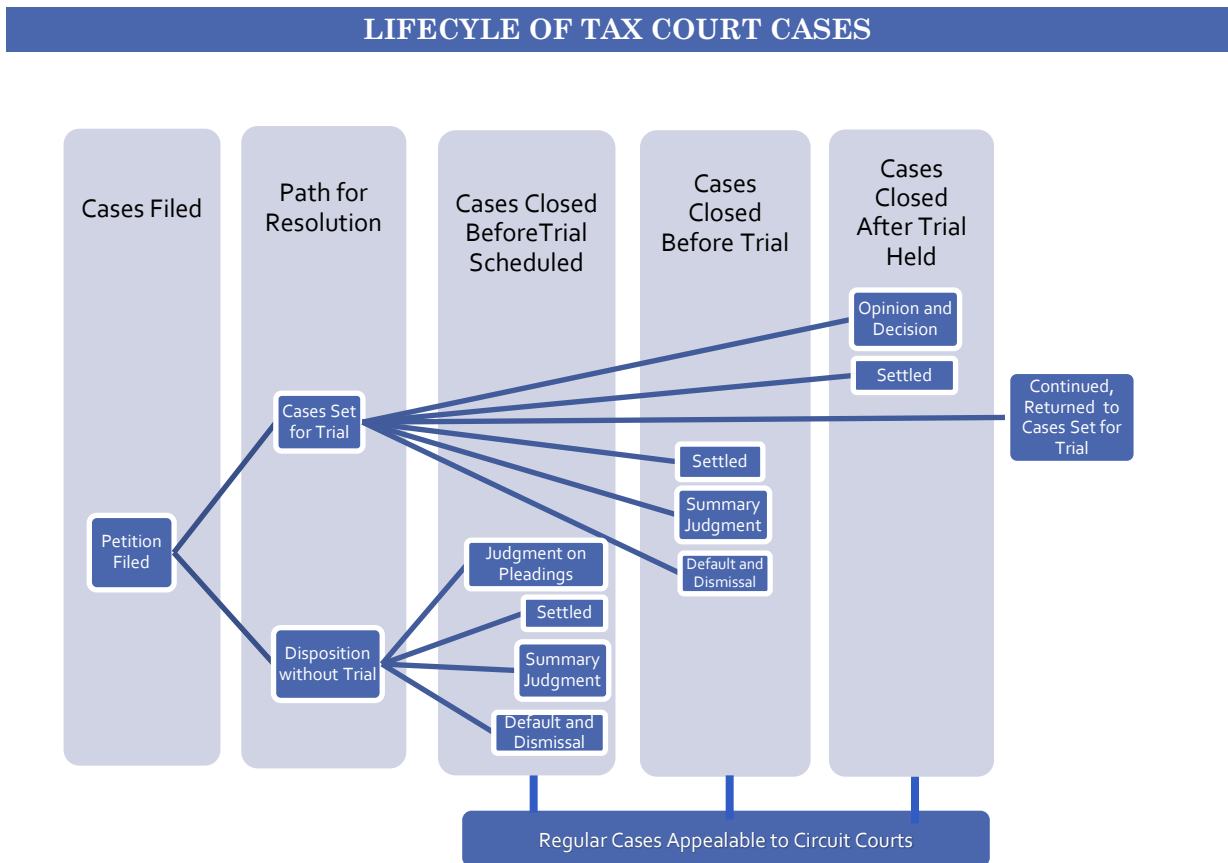 LIFECYLE OF TAX COURT CASES
Cases Filed
Path for
Resolution
Cases Closed
BeforeTrial
Scheduled
Cases
Closed
Before Trial
Cases
Closed
After Trial
Held
Petition
Filed
Cases Set
for Trial
Disposition
without Trial
Judgment on
Pleadings
Settled
Summary
Judgment
Default and
Dismissal
Settled
Summary
Judgment
Default and
Dismissal
Opinion and
Decision
Settled
Continued,
Returned to
Cases Set for
Trial
Regular Cases Appealable to Circuit Courts